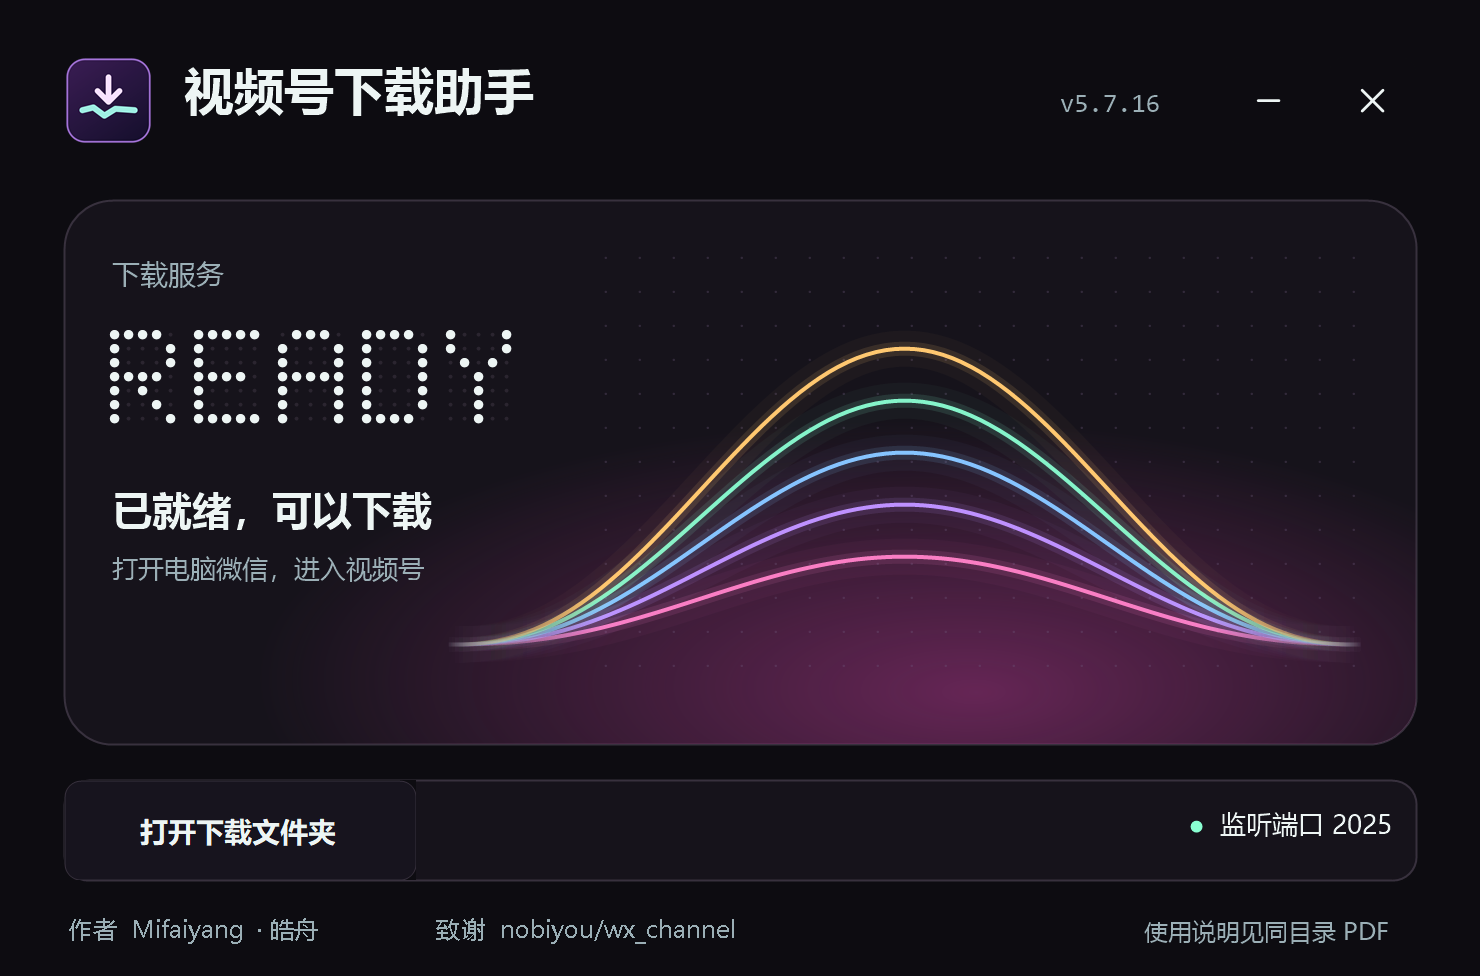 视频号下载助手
v5.7.16
下载服务
READY
已就绪，可以下载
打开电脑微信，进入视频号
打开下载文件夹
监听端口 2025
作者 Mifaiyang · 皓舟
致谢 nobiyou/wx_channel
使用说明见同目录 PDF